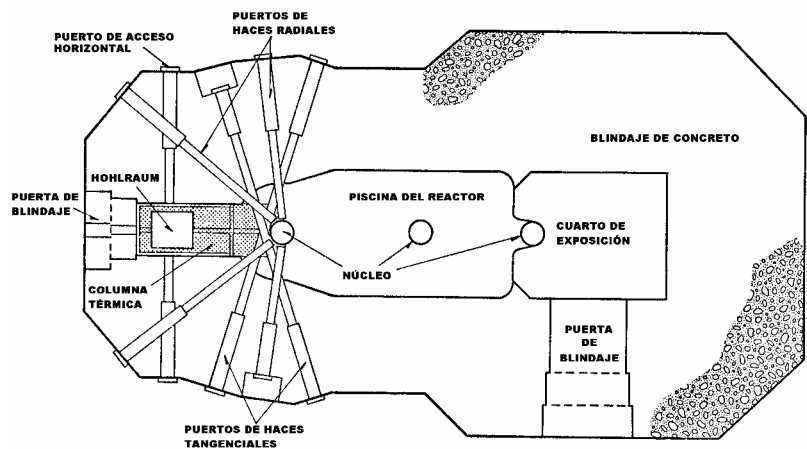 PUERTOS DE
HACES RADIALES
PUERTO DE ACCESO
HORIZONTAL
BLINDAJE DE CONCRETO
HOHLRAUM
PUERTA DE
BLINDAJE
PISCINA DEL REACTOR
CUARTO DE
EXPOSICIÓN
NÚCLEO
COLUMNA
TÉRMICA
PUERTA
DE
BLINDAJE
PUERTOS DE HACES
TANGENCIALES